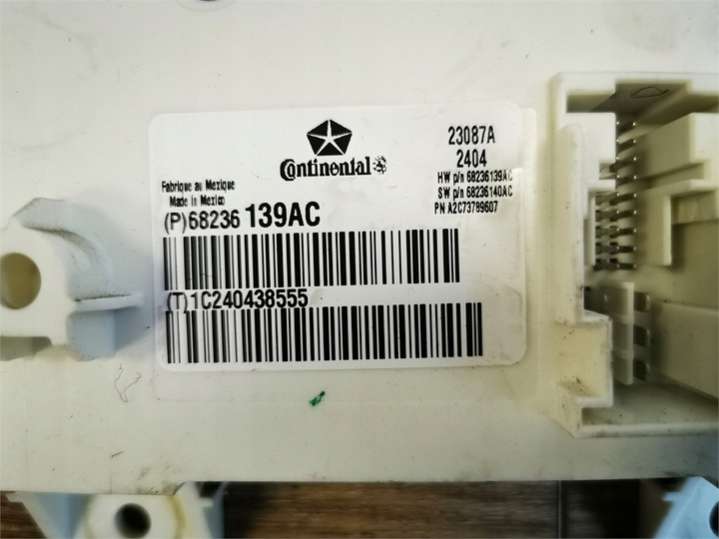 Continental
Fabrique au Mexique
Made in Mexico
(P)68236 139AC
(T)1C240438555
23087A
2404
HW p/n 68236139AC
SW p/n 68236140AC
PN A2C73789607